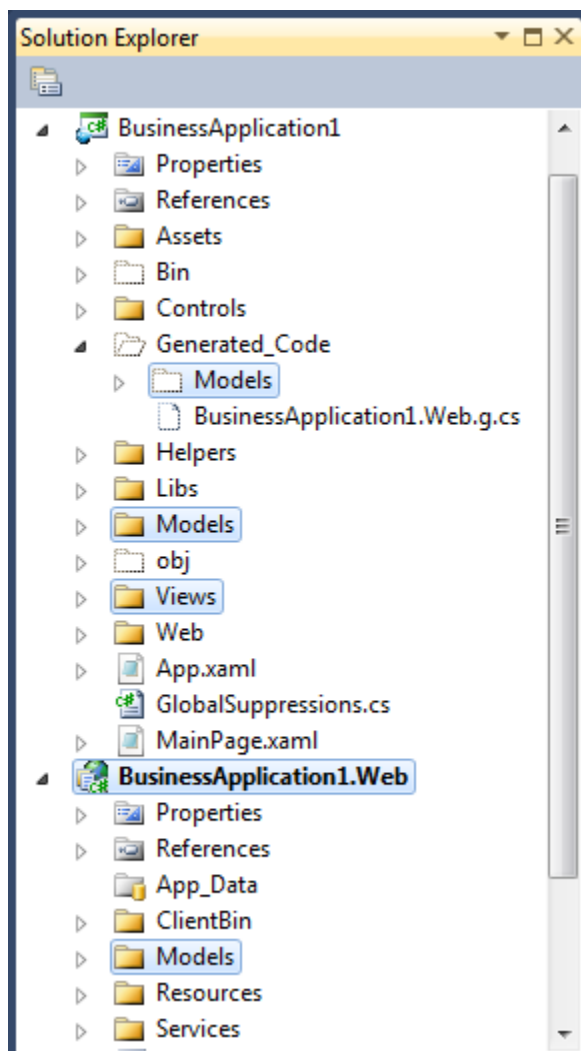 Solution Explorer
BusinessApplication1
Properties
References
Assets
Bin
Controls
Generated_Code
Models
BusinessApplication1.Web.g.cs
Helpers
Libs
Models
obj
Views
Web
App.xaml
GlobalSuppressions.cs
MainPage.xaml
BusinessApplication1.Web
Properties
References
App_Data
ClientBin
Models
Resources
Services